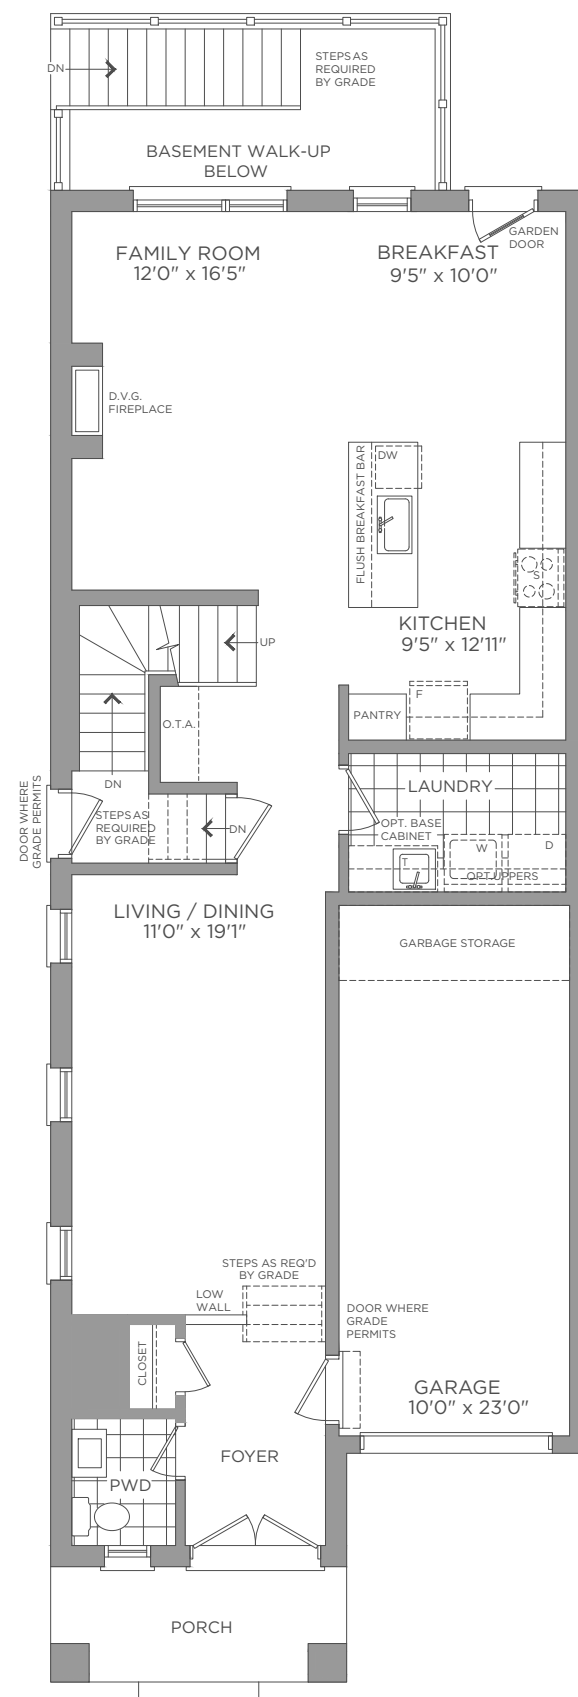 STEPS AS
REQUIRED
BY GRADE
DN
BASEMENT WALK-UP
BELOW
GARDEN
DOOR
FAMILY ROOM
12'0" x 16'5"
BREAKFAST
9'5" x 10'0"
D.V.G.
FIREPLACE
DW
FLUSH BREAKFAST BAR
S
KITCHEN
9'5" x 12'11"
UP
F
PANTRY
O.T.A.
DN
LAUNDRY
DOOR WHERE
GRADE PERMITS
STEPS AS
REQUIRED
BY GRADE
DN
OPT. BASE
CABINET
W
D
T
OPT.UPPERS
LIVING / DINING
11'0" x 19'1"
GARBAGE STORAGE
STEPS AS REQ'D
BY GRADE
LOW
WALL
DOOR WHERE
GRADE
PERMITS
CLOSET
GARAGE
10'0" x 23'0"
FOYER
PWD
PORCH